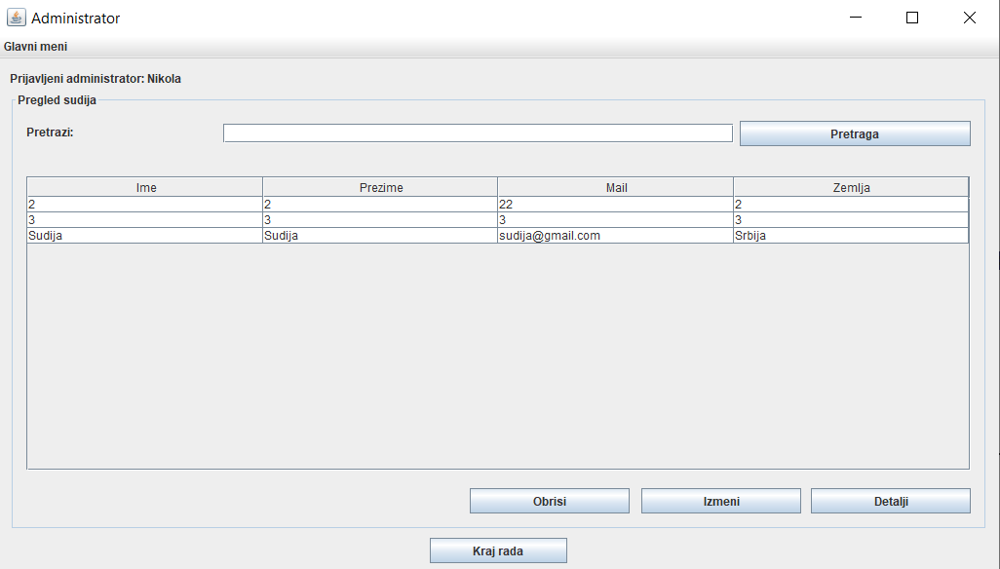 Administrator
Glavni meni
Prijavljeni administrator: Nikola
Pregled sudija
Pretrazi:
Pretraga
Ime Prezime Mail Zemlja
2 2 22 2
3 3 3 3
Sudija Sudija sudija@gmail.com Srbija
Obrisi Izmeni Detalji
Kraj rada